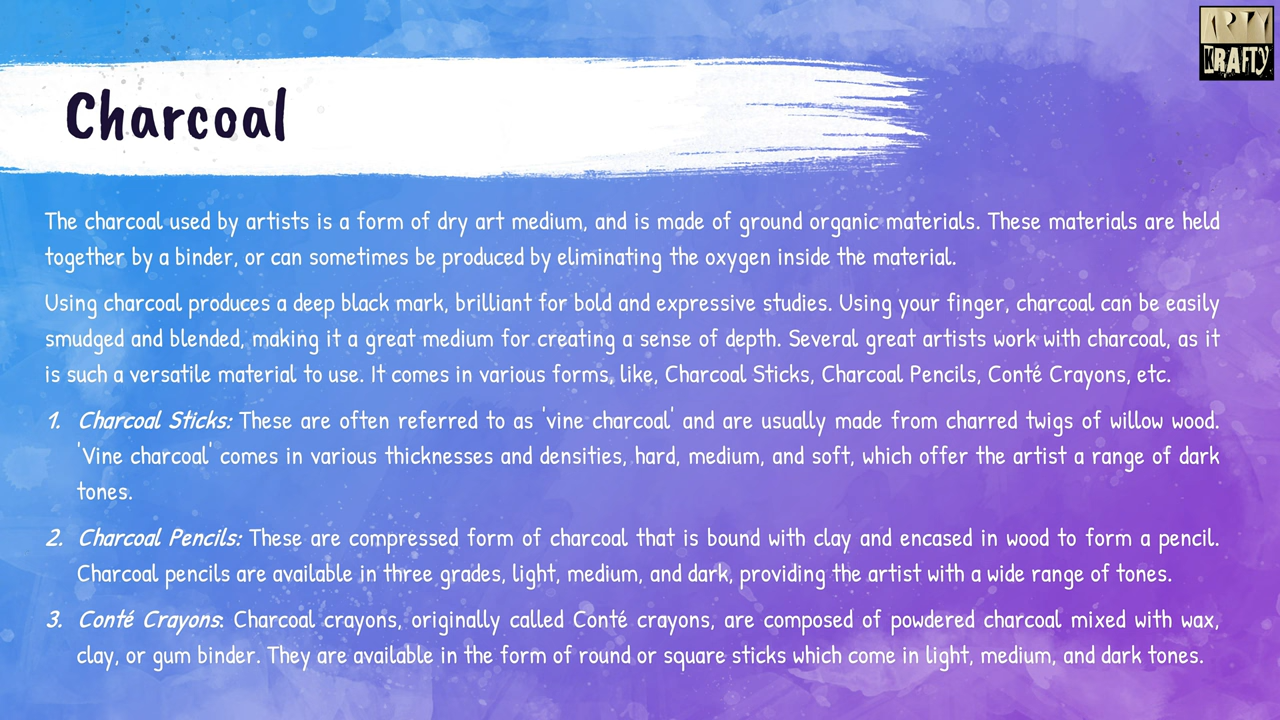 ARTY
KRAFTY
Charcoal
The charcoal used by artists is a form of dry art medium, and is made of ground organic materials. These materials are held
together by a binder, or can sometimes be produced by eliminating the oxygen inside the material.
Using charcoal produces a deep black mark, brilliant for bold and expressive studies. Using your finger, charcoal can be easily
smudged and blended, making it a great medium for creating a sense of depth. Several great artists work with charcoal, as it
is such a versatile material to use. It comes in various forms, like, Charcoal Sticks, Charcoal Pencils, Conté Crayons, etc.
1. Charcoal Sticks: These are often referred to as 'vine charcoal' and are usually made from charred twigs of willow wood.
'Vine charcoal' comes in various thicknesses and densities, hard, medium, and soft, which offer the artist a range of dark
tones.
2. Charcoal Pencils: These are compressed form of charcoal that is bound with clay and encased in wood to form a pencil.
Charcoal pencils are available in three grades, light, medium, and dark, providing the artist with a wide range of tones.
3. Conté Crayons: Charcoal crayons, originally called Conté crayons, are composed of powdered charcoal mixed with wax,
clay, or gum binder. They are available in the form of round or square sticks which come in light, medium, and dark tones.